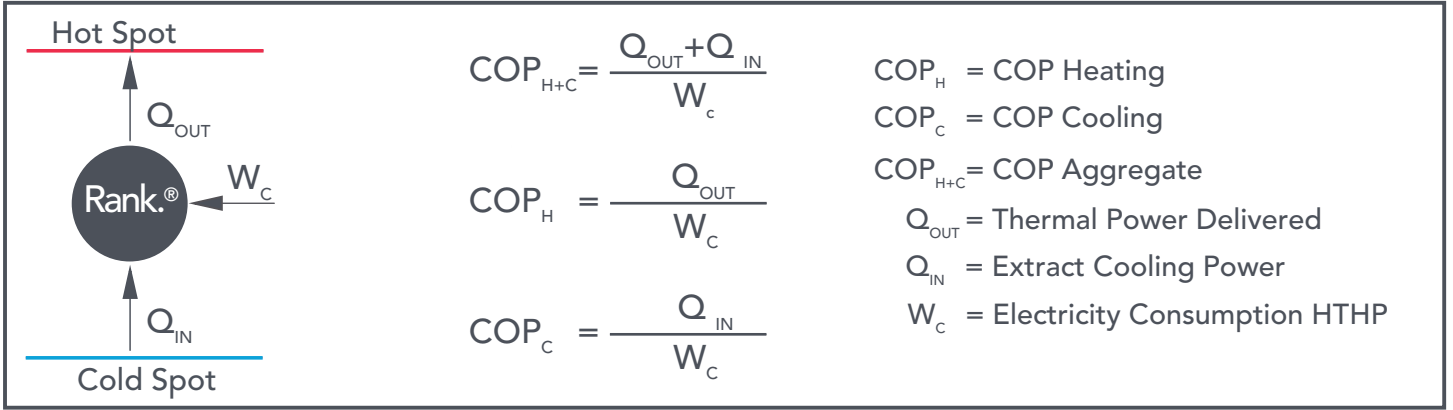 Hot Spot
Q_OUT
Rank.®
W_C
Q_IN
Cold Spot
COP_H+C = (Q_OUT+Q_IN) / W_c
COP_H = Q_OUT / W_C
COP_C = Q_IN / W_C
COP_H = COP Heating
COP_C = COP Cooling
COP_H+C = COP Aggregate
Q_OUT = Thermal Power Delivered
Q_IN = Extract Cooling Power
W_C = Electricity Consumption HTHP